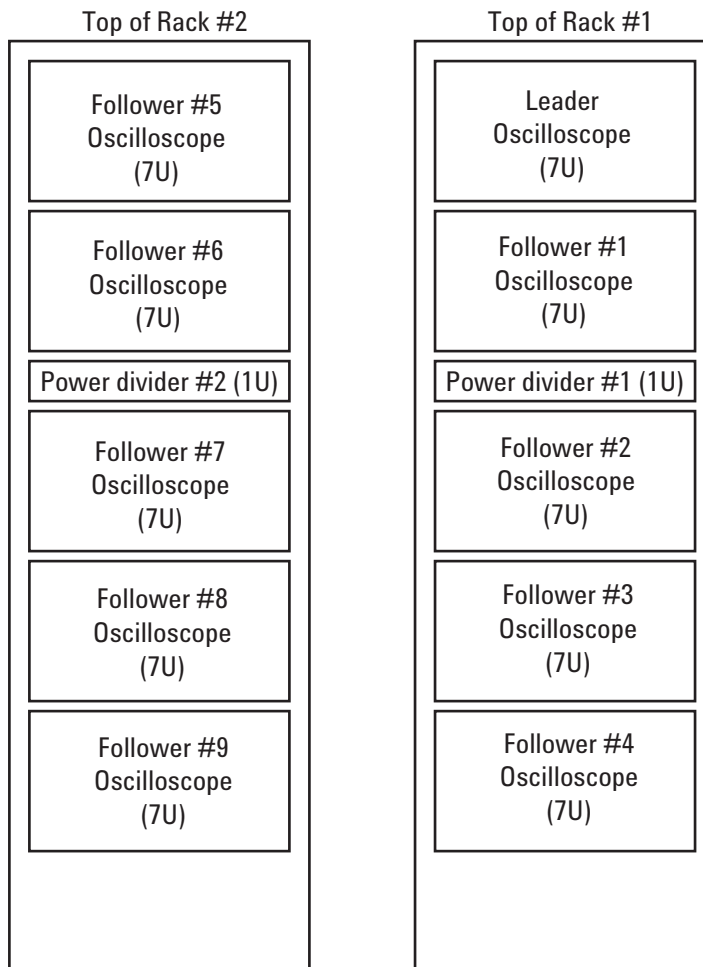 Top of Rack #2
Follower #5
Oscilloscope
(7U)
Follower #6
Oscilloscope
(7U)
Power divider #2 (1U)
Follower #7
Oscilloscope
(7U)
Follower #8
Oscilloscope
(7U)
Follower #9
Oscilloscope
(7U)
Top of Rack #1
Leader
Oscilloscope
(7U)
Follower #1
Oscilloscope
(7U)
Power divider #1 (1U)
Follower #2
Oscilloscope
(7U)
Follower #3
Oscilloscope
(7U)
Follower #4
Oscilloscope
(7U)